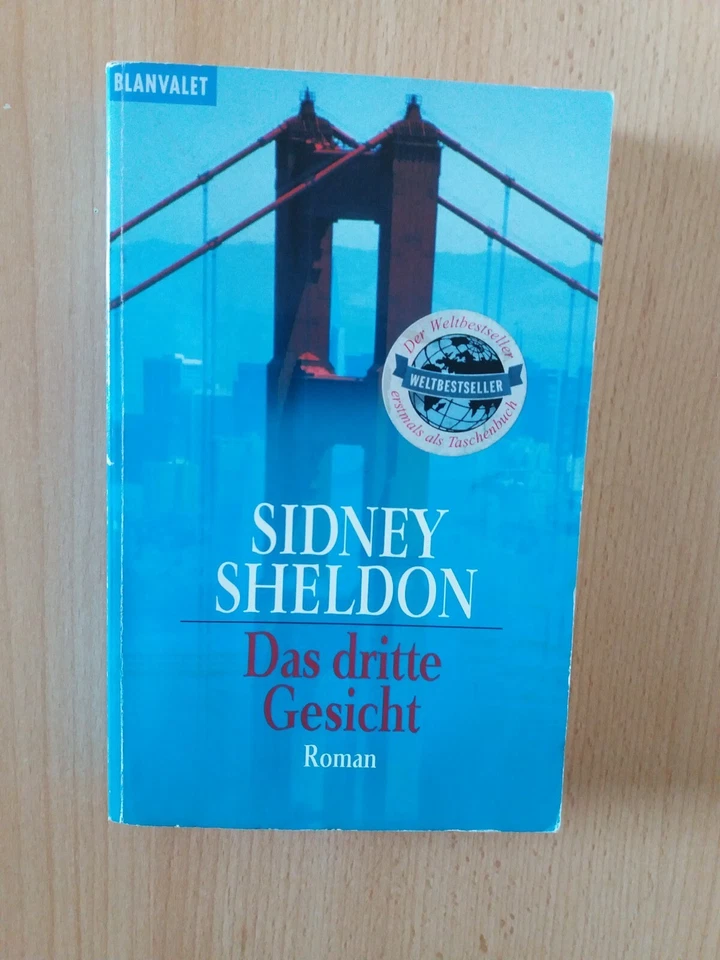 BLANVALET
Der Weltbestseller
WELTBESTSELLER
erstmals als Taschenbuch
SIDNEY
SHELDON
Das dritte
Gesicht
Roman